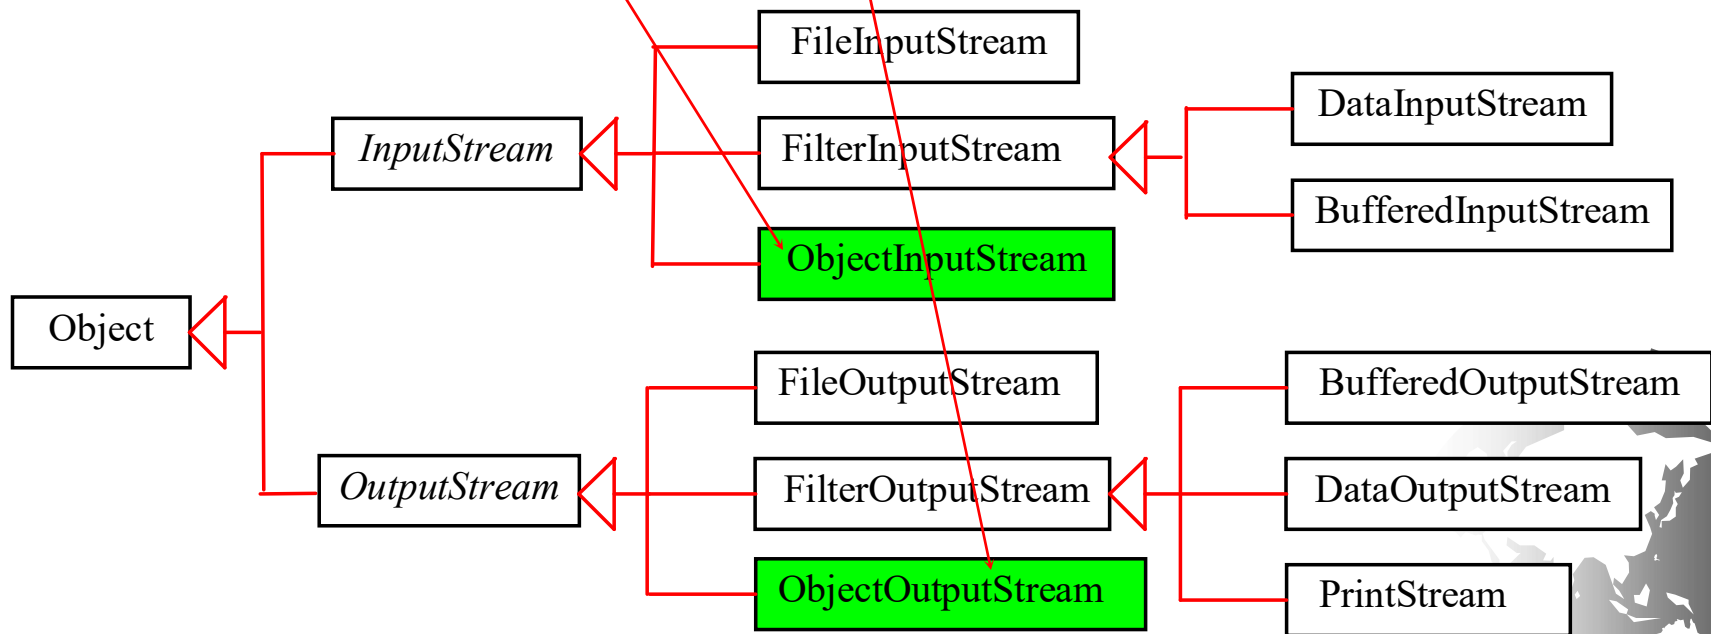 Object
InputStream
FileInputStream
FilterInputStream
ObjectInputStream
DataInputStream
BufferedInputStream
OutputStream
FileOutputStream
FilterOutputStream
ObjectOutputStream
BufferedOutputStream
DataOutputStream
PrintStream